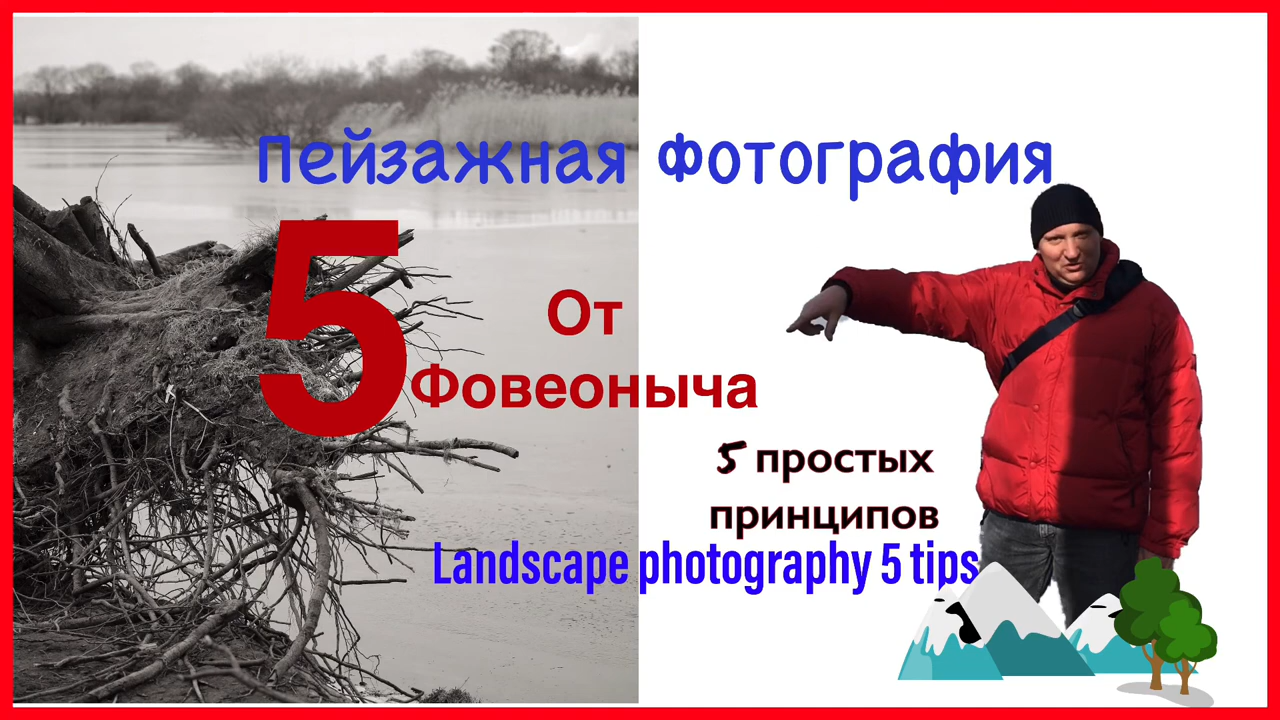 Пейзажная Фотография
5
От
Фовеоныча
5 простых
принципов
Landscape photography 5 tips